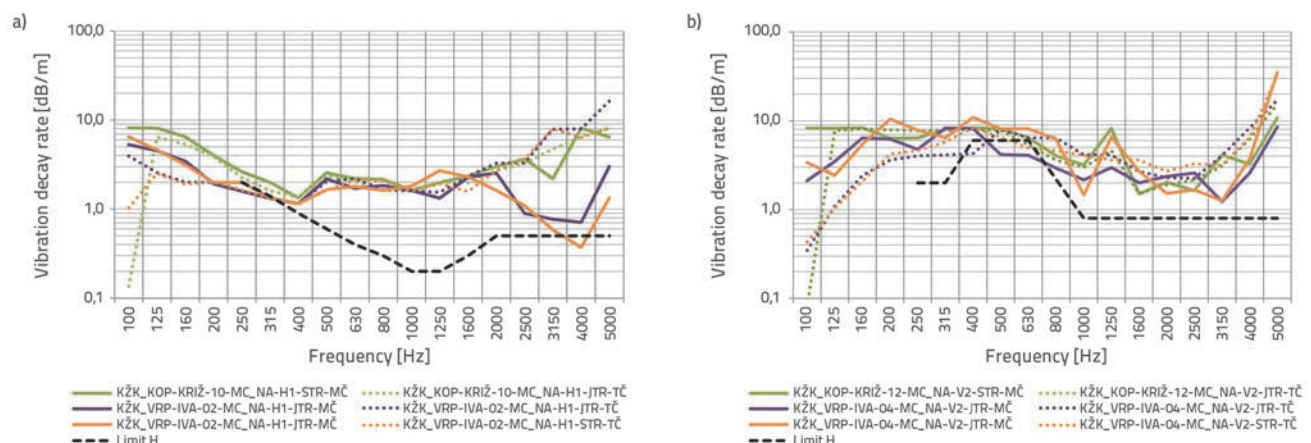 a)
Vibration decay rate [dB/m]
100,0
10,0
1,0
0,1
100 125 160 200 250 315 400 500 630 800 1000 1250 1600 2000 2500 3150 4000 5000
Frequency [Hz]
KŽK_KOP-KRIŽ-10-MC_NA-H1-STR-MČ
KŽK_KOP-KRIŽ-10-MC_NA-H1-JTR-TČ
KŽK_VRP-IVA-02-MC_NA-H1-JTR-MČ
KŽK_VRP-IVA-02-MC_NA-H1-JTR-TČ
KŽK_VRP-IVA-02-MC_NA-H1-JTR-MČ
KŽK_VRP-IVA-02-MC_NA-H1-STR-TČ
Limit H
b)
Vibration decay rate [dB/m]
100,0
10,0
1,0
0,1
100 125 160 200 250 315 400 500 630 800 1000 1250 1600 2000 2500 3150 4000 5000
Frequency [Hz]
KŽK_KOP-KRIŽ-12-MC_NA-V2-STR-MČ
KŽK_KOP-KRIŽ-12-MC_NA-V2-JTR-TČ
KŽK_VRP-IVA-04-MC_NA-V2-JTR-MČ
KŽK_VRP-IVA-04-MC_NA-V2-JTR-TČ
KŽK_VRP-IVA-04-MC_NA-V2-JTR-MČ
KŽK_VRP-IVA-04-MC_NA-V2-STR-TČ
Limit H